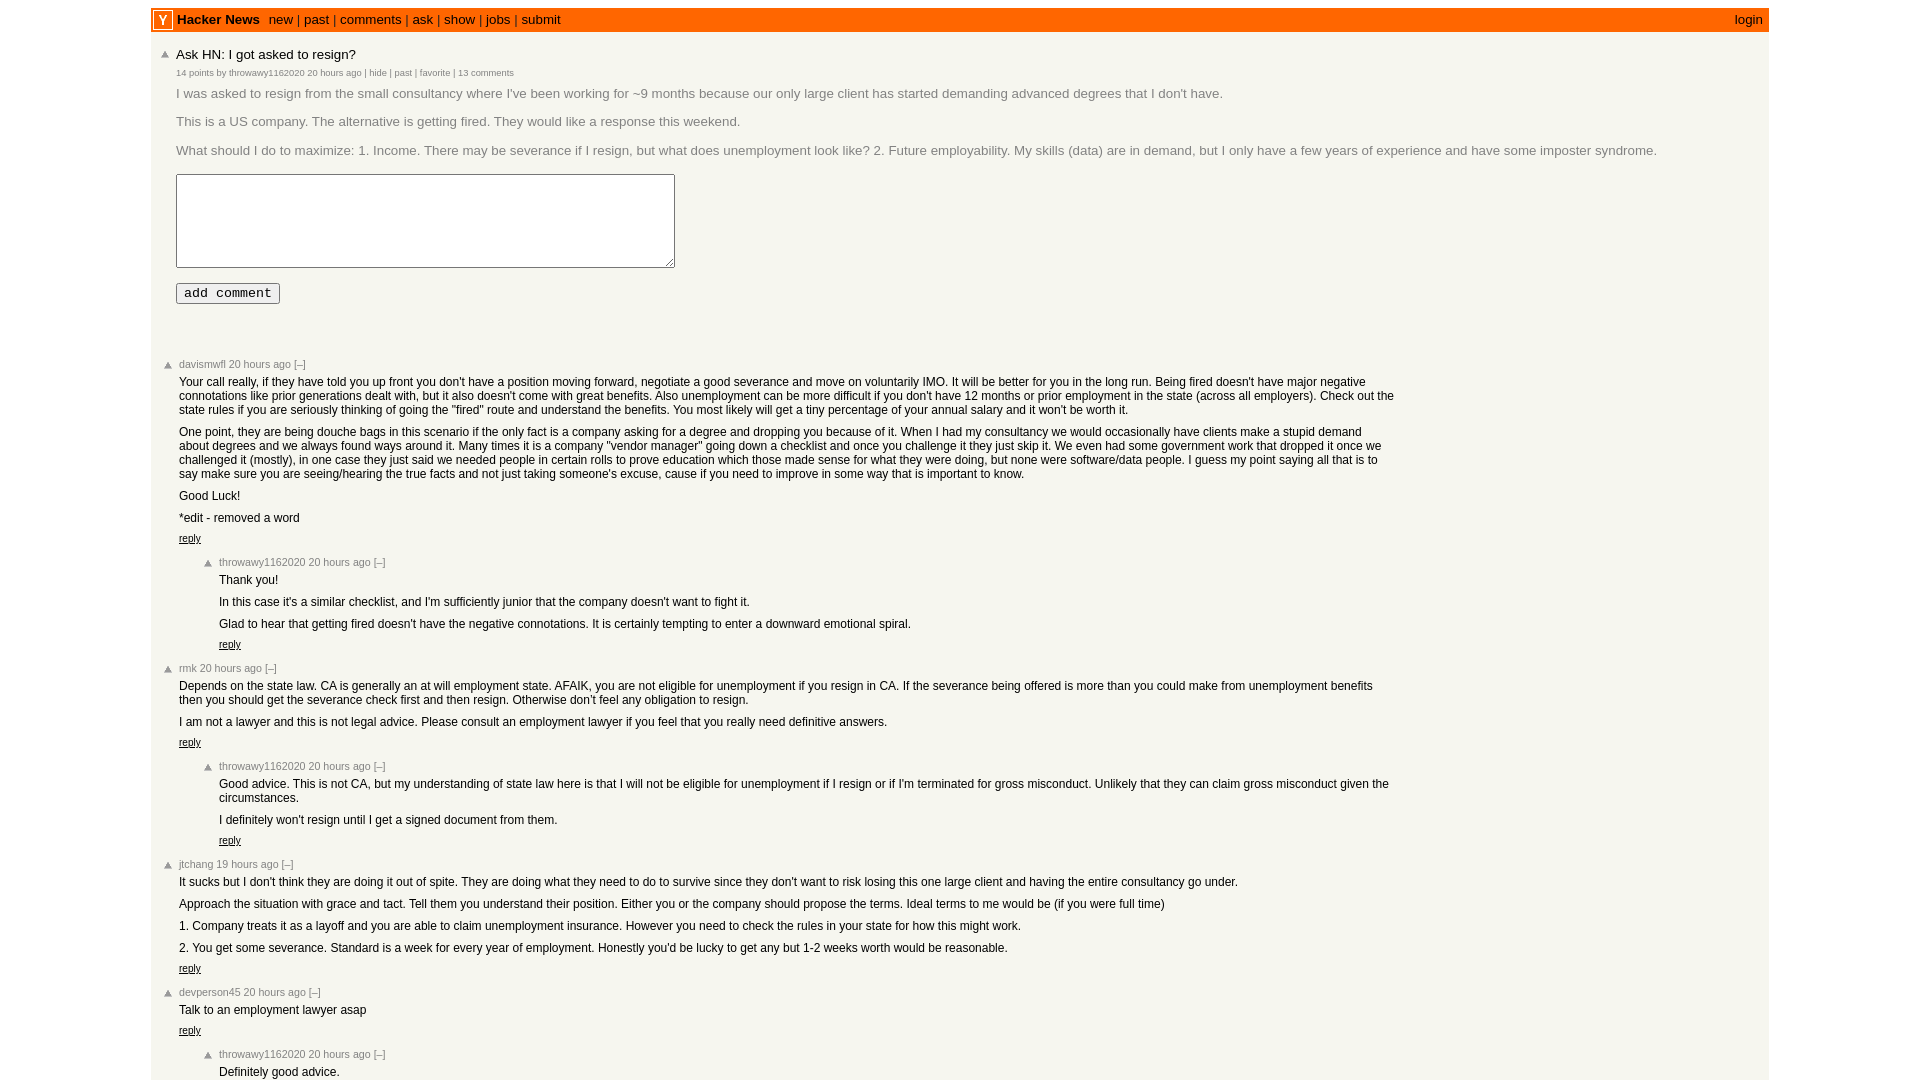 Y Hacker News new | past | comments | ask | show | jobs | submit login
Ask HN: I got asked to resign?
14 points by throwawy1162020 20 hours ago | hide | past | favorite | 13 comments
I was asked to resign from the small consultancy where I've been working for ~9 months because our only large client has started demanding advanced degrees that I don't have.
This is a US company. The alternative is getting fired. They would like a response this weekend.
What should I do to maximize: 1. Income. There may be severance if I resign, but what does unemployment look like? 2. Future employability. My skills (data) are in demand, but I only have a few years of experience and have some imposter syndrome.
add comment
davismwfl 20 hours ago [–]
Your call really, if they have told you up front you don't have a position moving forward, negotiate a good severance and move on voluntarily IMO. It will be better for you in the long run. Being fired doesn't have major negative
connotations like prior generations dealt with, but it also doesn't come with great benefits. Also unemployment can be more difficult if you don't have 12 months or prior employment in the state (across all employers). Check out the
state rules if you are seriously thinking of going the "fired" route and understand the benefits. You most likely will get a tiny percentage of your annual salary and it won't be worth it.
One point, they are being douche bags in this scenario if the only fact is a company asking for a degree and dropping you because of it. When I had my consultancy we would occasionally have clients make a stupid demand
about degrees and we always found ways around it. Many times it is a company "vendor manager" going down a checklist and once you challenge it they just skip it. We even had some government work that dropped it once we
challenged it (mostly), in one case they just said we needed people in certain rolls to prove education which those made sense for what they were doing, but none were software/data people. I guess my point saying all that is to
say make sure you are seeing/hearing the true facts and not just taking someone's excuse, cause if you need to improve in some way that is important to know.
Good Luck!
*edit - removed a word
reply
throwawy1162020 20 hours ago [–]
Thank you!
In this case it's a similar checklist, and I'm sufficiently junior that the company doesn't want to fight it.
Glad to hear that getting fired doesn't have the negative connotations. It is certainly tempting to enter a downward emotional spiral.
reply
rmk 20 hours ago [–]
Depends on the state law. CA is generally an at will employment state. AFAIK, you are not eligible for unemployment if you resign in CA. If the severance being offered is more than you could make from unemployment benefits
then you should get the severance check first and then resign. Otherwise don't feel any obligation to resign.
I am not a lawyer and this is not legal advice. Please consult an employment lawyer if you feel that you really need definitive answers.
reply
throwawy1162020 20 hours ago [–]
Good advice. This is not CA, but my understanding of state law here is that I will not be eligible for unemployment if I resign or if I'm terminated for gross misconduct. Unlikely that they can claim gross misconduct given the
circumstances.
I definitely won't resign until I get a signed document from them.
reply
jtchang 19 hours ago [–]
It sucks but I don't think they are doing it out of spite. They are doing what they need to do to survive since they don't want to risk losing this one large client and having the entire consultancy go under.
Approach the situation with grace and tact. Tell them you understand their position. Either you or the company should propose the terms. Ideal terms to me would be (if you were full time)
1. Company treats it as a layoff and you are able to claim unemployment insurance. However you need to check the rules in your state for how this might work.
2. You get some severance. Standard is a week for every year of employment. Honestly you'd be lucky to get any but 1-2 weeks worth would be reasonable.
reply
devperson45 20 hours ago [–]
Talk to an employment lawyer asap
reply
throwawy1162020 20 hours ago [–]
Definitely good advice.